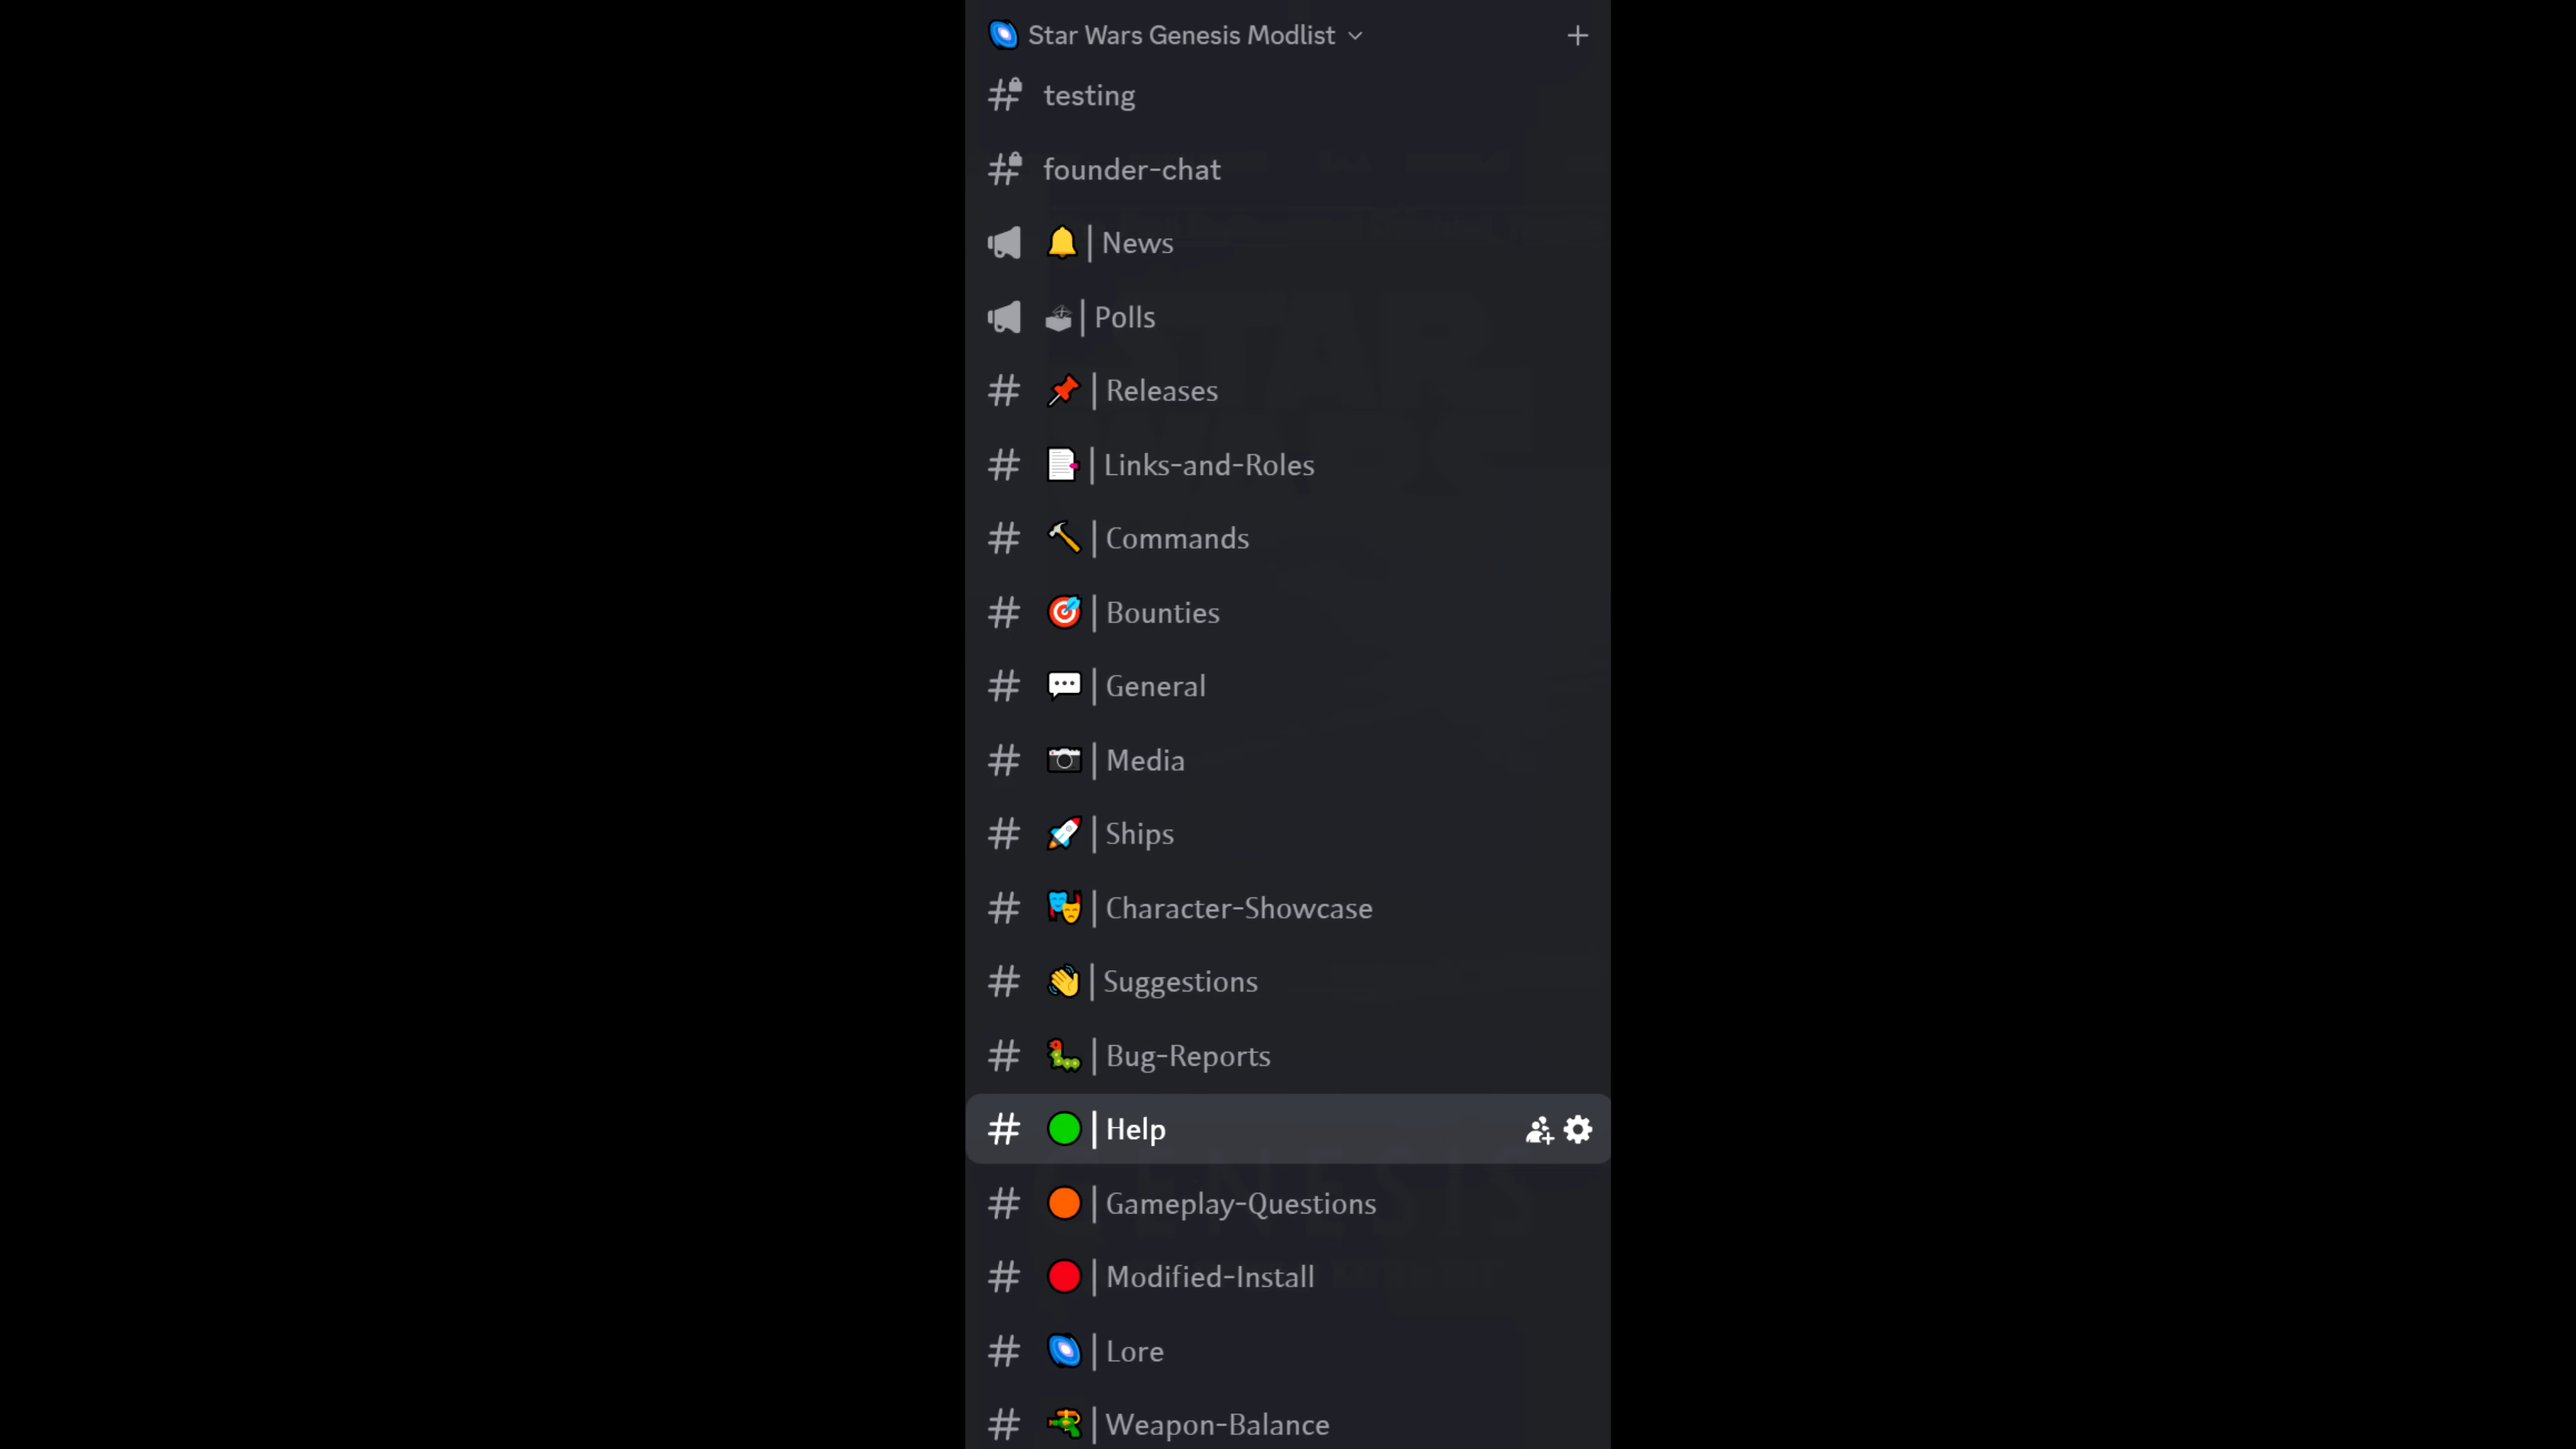 Star Wars Genesis Modlist
testing
founder-chat
| News
| Polls
| Releases
| Links-and-Roles
| Commands
| Bounties
| General
| Media
| Ships
| Character-Showcase
| Suggestions
| Bug-Reports
| Help
| Gameplay-Questions
| Modified-Install
| Lore
| Weapon-Balance